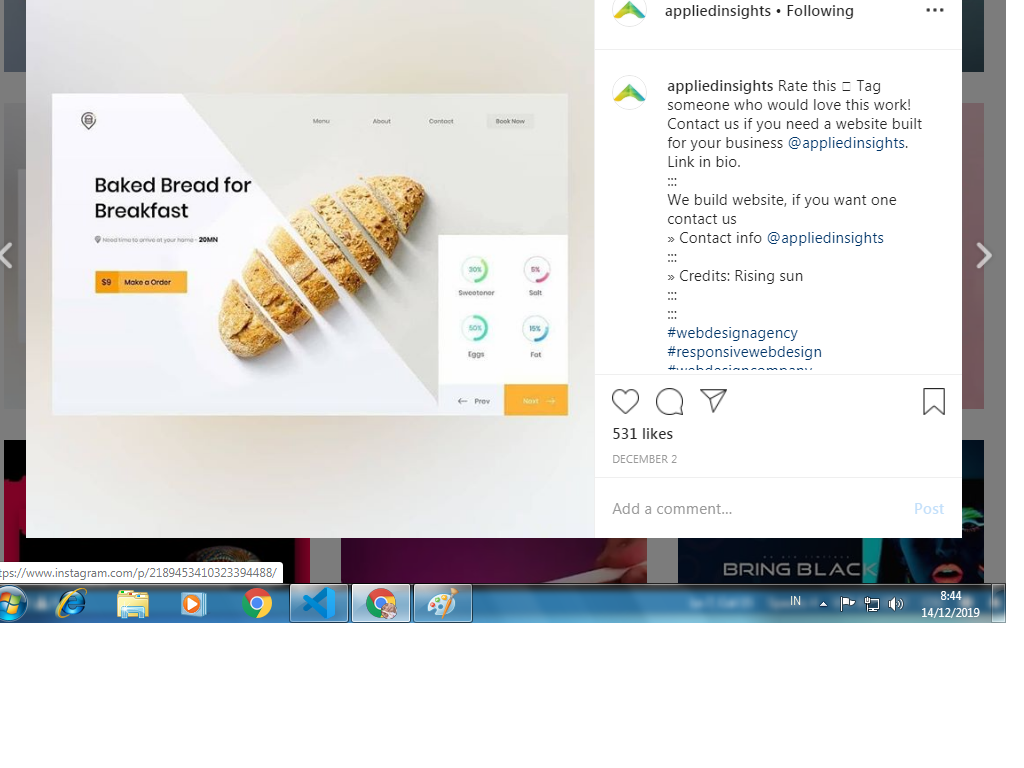 appliedinsights • Following
appliedinsights Rate this □ Tag
someone who would love this work!
Contact us if you need a website built
for your business @appliedinsights.
Link in bio.
:::
We build website, if you want one
contact us
» Contact info @appliedinsights
:::
» Credits: Rising sun
:::
:::
#webdesignagency
#responsivewebdesign
#webdesigncompany
531 likes
DECEMBER 2
Add a comment... Post
Menu About Contact Book Now
Baked Bread for
Breakfast
Need time to arrive at your home - 20MN
$9 Make a Order
30% 5%
Sweetener Salt
50% 15%
Eggs Fat
← Prev Next →
BRING BLACK
tps://www.instagram.com/p/2189453410323394488/
IN 8:44
14/12/2019